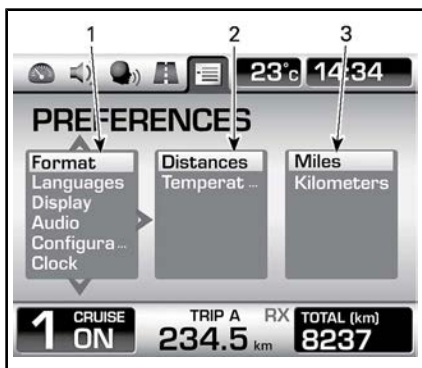 1 2 3
23°c 14:34
PREFERENCES
Format Distances Miles
Languages Temperat ... Kilometers
Display
Audio
Configura ...
Clock
1 CRUISE ON TRIP A 234.5 km RX TOTAL (km) 8237